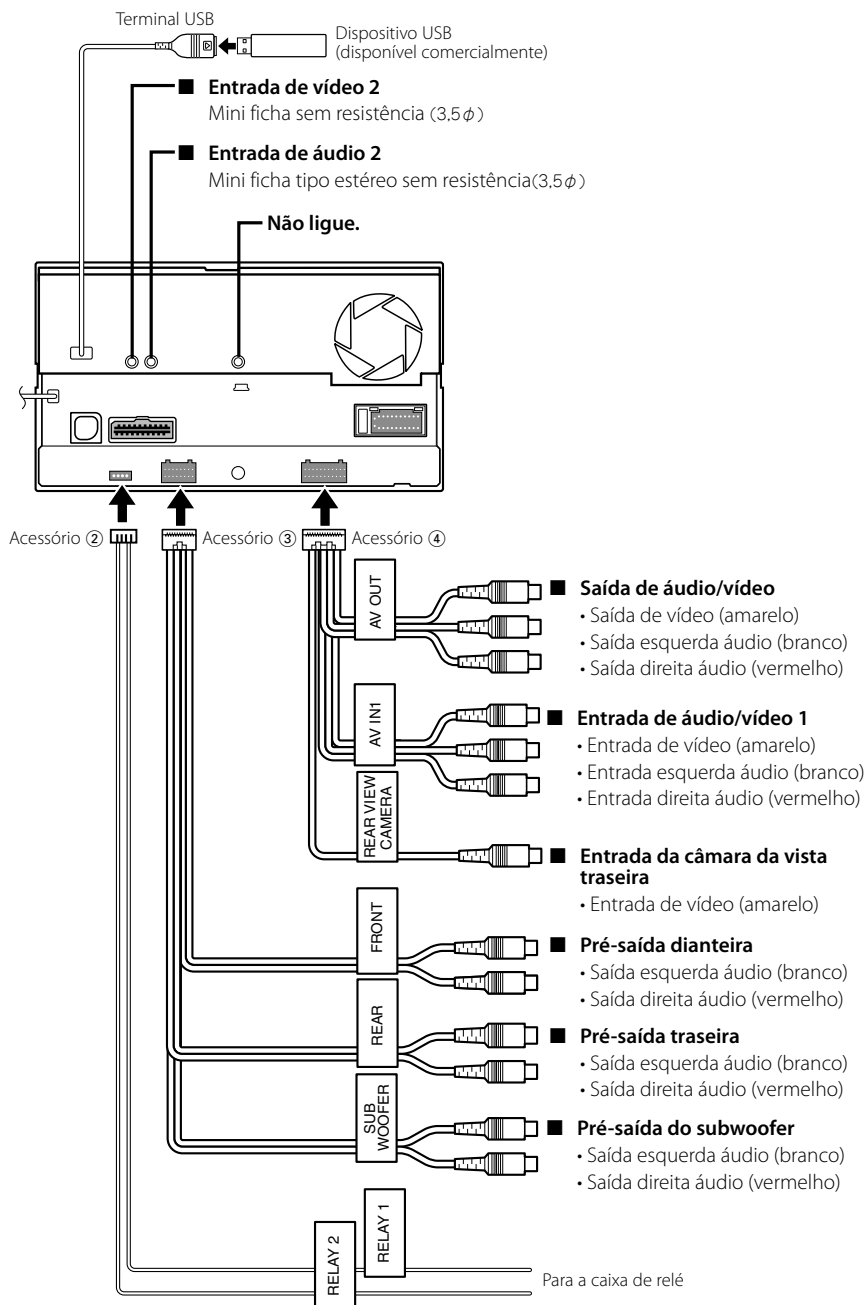 Terminal USB
Dispositivo USB
(disponível comercialmente)
■ Entrada de vídeo 2
Mini ficha sem resistência (3,5φ)
■ Entrada de áudio 2
Mini ficha tipo estéreo sem resistência(3,5φ)
Não ligue.
Acessório ②
Acessório ③
Acessório ④
AV OUT
■ Saída de áudio/vídeo
• Saída de vídeo (amarelo)
• Saída esquerda áudio (branco)
• Saída direita áudio (vermelho)
AV IN1
■ Entrada de áudio/vídeo 1
• Entrada de vídeo (amarelo)
• Entrada esquerda áudio (branco)
• Entrada direita áudio (vermelho)
REAR VIEW
CAMERA
■ Entrada da câmara da vista
traseira
• Entrada de vídeo (amarelo)
FRONT
■ Pré-saída dianteira
• Saída esquerda áudio (branco)
• Saída direita áudio (vermelho)
REAR
■ Pré-saída traseira
• Saída esquerda áudio (branco)
• Saída direita áudio (vermelho)
SUB
WOOFER
■ Pré-saída do subwoofer
• Saída esquerda áudio (branco)
• Saída direita áudio (vermelho)
RELAY 1
RELAY 2
Para a caixa de relé